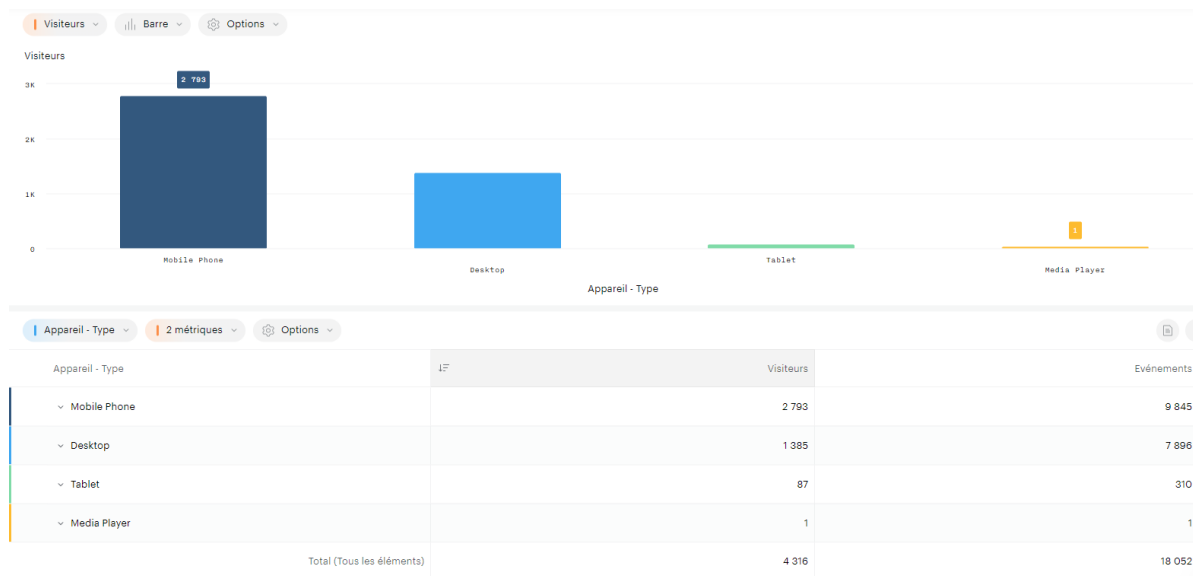 Visiteurs Barre Options
Visiteurs
3K
2 793
2K
1K
1
0
Mobile Phone Desktop Tablet Media Player
Appareil - Type
Appareil - Type 2 métriques Options
Appareil - Type Visiteurs Evénements
Mobile Phone 2 793 9 845
Desktop 1 385 7 896
Tablet 87 310
Media Player 1 1
Total (Tous les éléments) 4 316 18 052